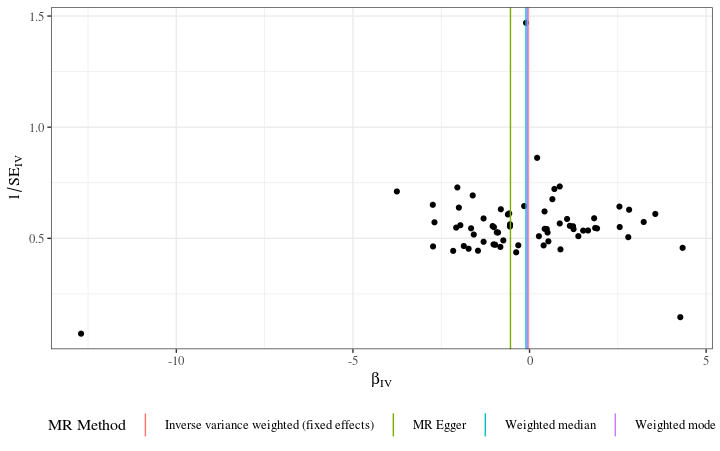 1.5
1.0
0.5
1/SE_IV
-10
-5
0
5
β_IV
MR Method
Inverse variance weighted (fixed effects)
MR Egger
Weighted median
Weighted mode